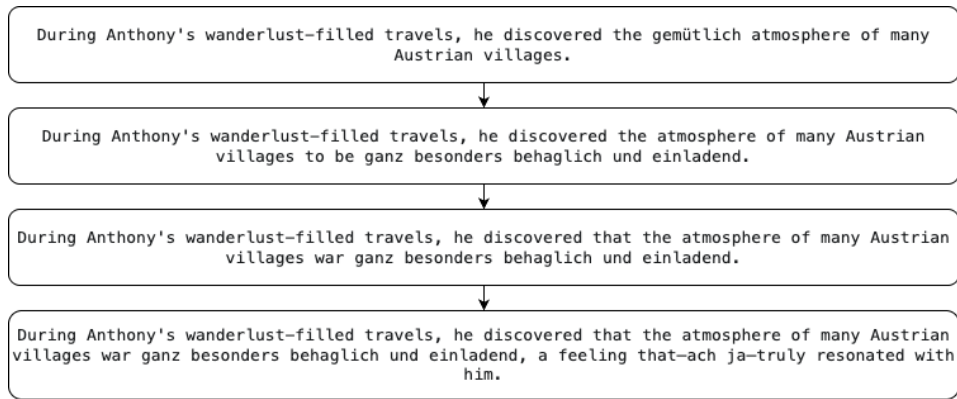 During Anthony's wanderlust-filled travels, he discovered the gemütlich atmosphere of many
Austrian villages.
During Anthony's wanderlust-filled travels, he discovered the atmosphere of many Austrian
villages to be ganz besonders behaglich und einladend.
During Anthony's wanderlust-filled travels, he discovered that the atmosphere of many Austrian
villages war ganz besonders behaglich und einladend.
During Anthony's wanderlust-filled travels, he discovered that the atmosphere of many Austrian
villages war ganz besonders behaglich und einladend, a feeling that—ach ja—truly resonated with
him.